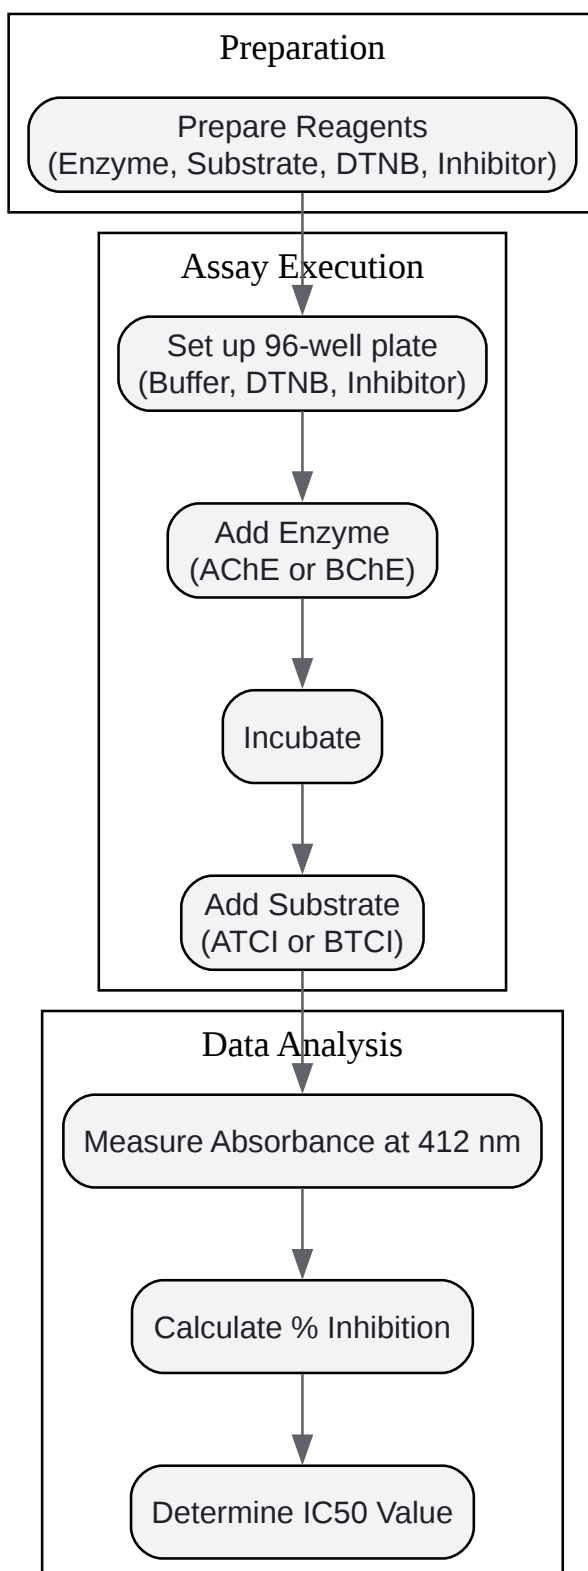 Preparation
Prepare Reagents
(Enzyme, Substrate, DTNB, Inhibitor)
Assay Execution
Set up 96-well plate
(Buffer, DTNB, Inhibitor)
Add Enzyme
(AChE or BChE)
Incubate
Add Substrate
(ATCI or BTCI)
Data Analysis
Measure Absorbance at 412 nm
Calculate % Inhibition
Determine IC50 Value